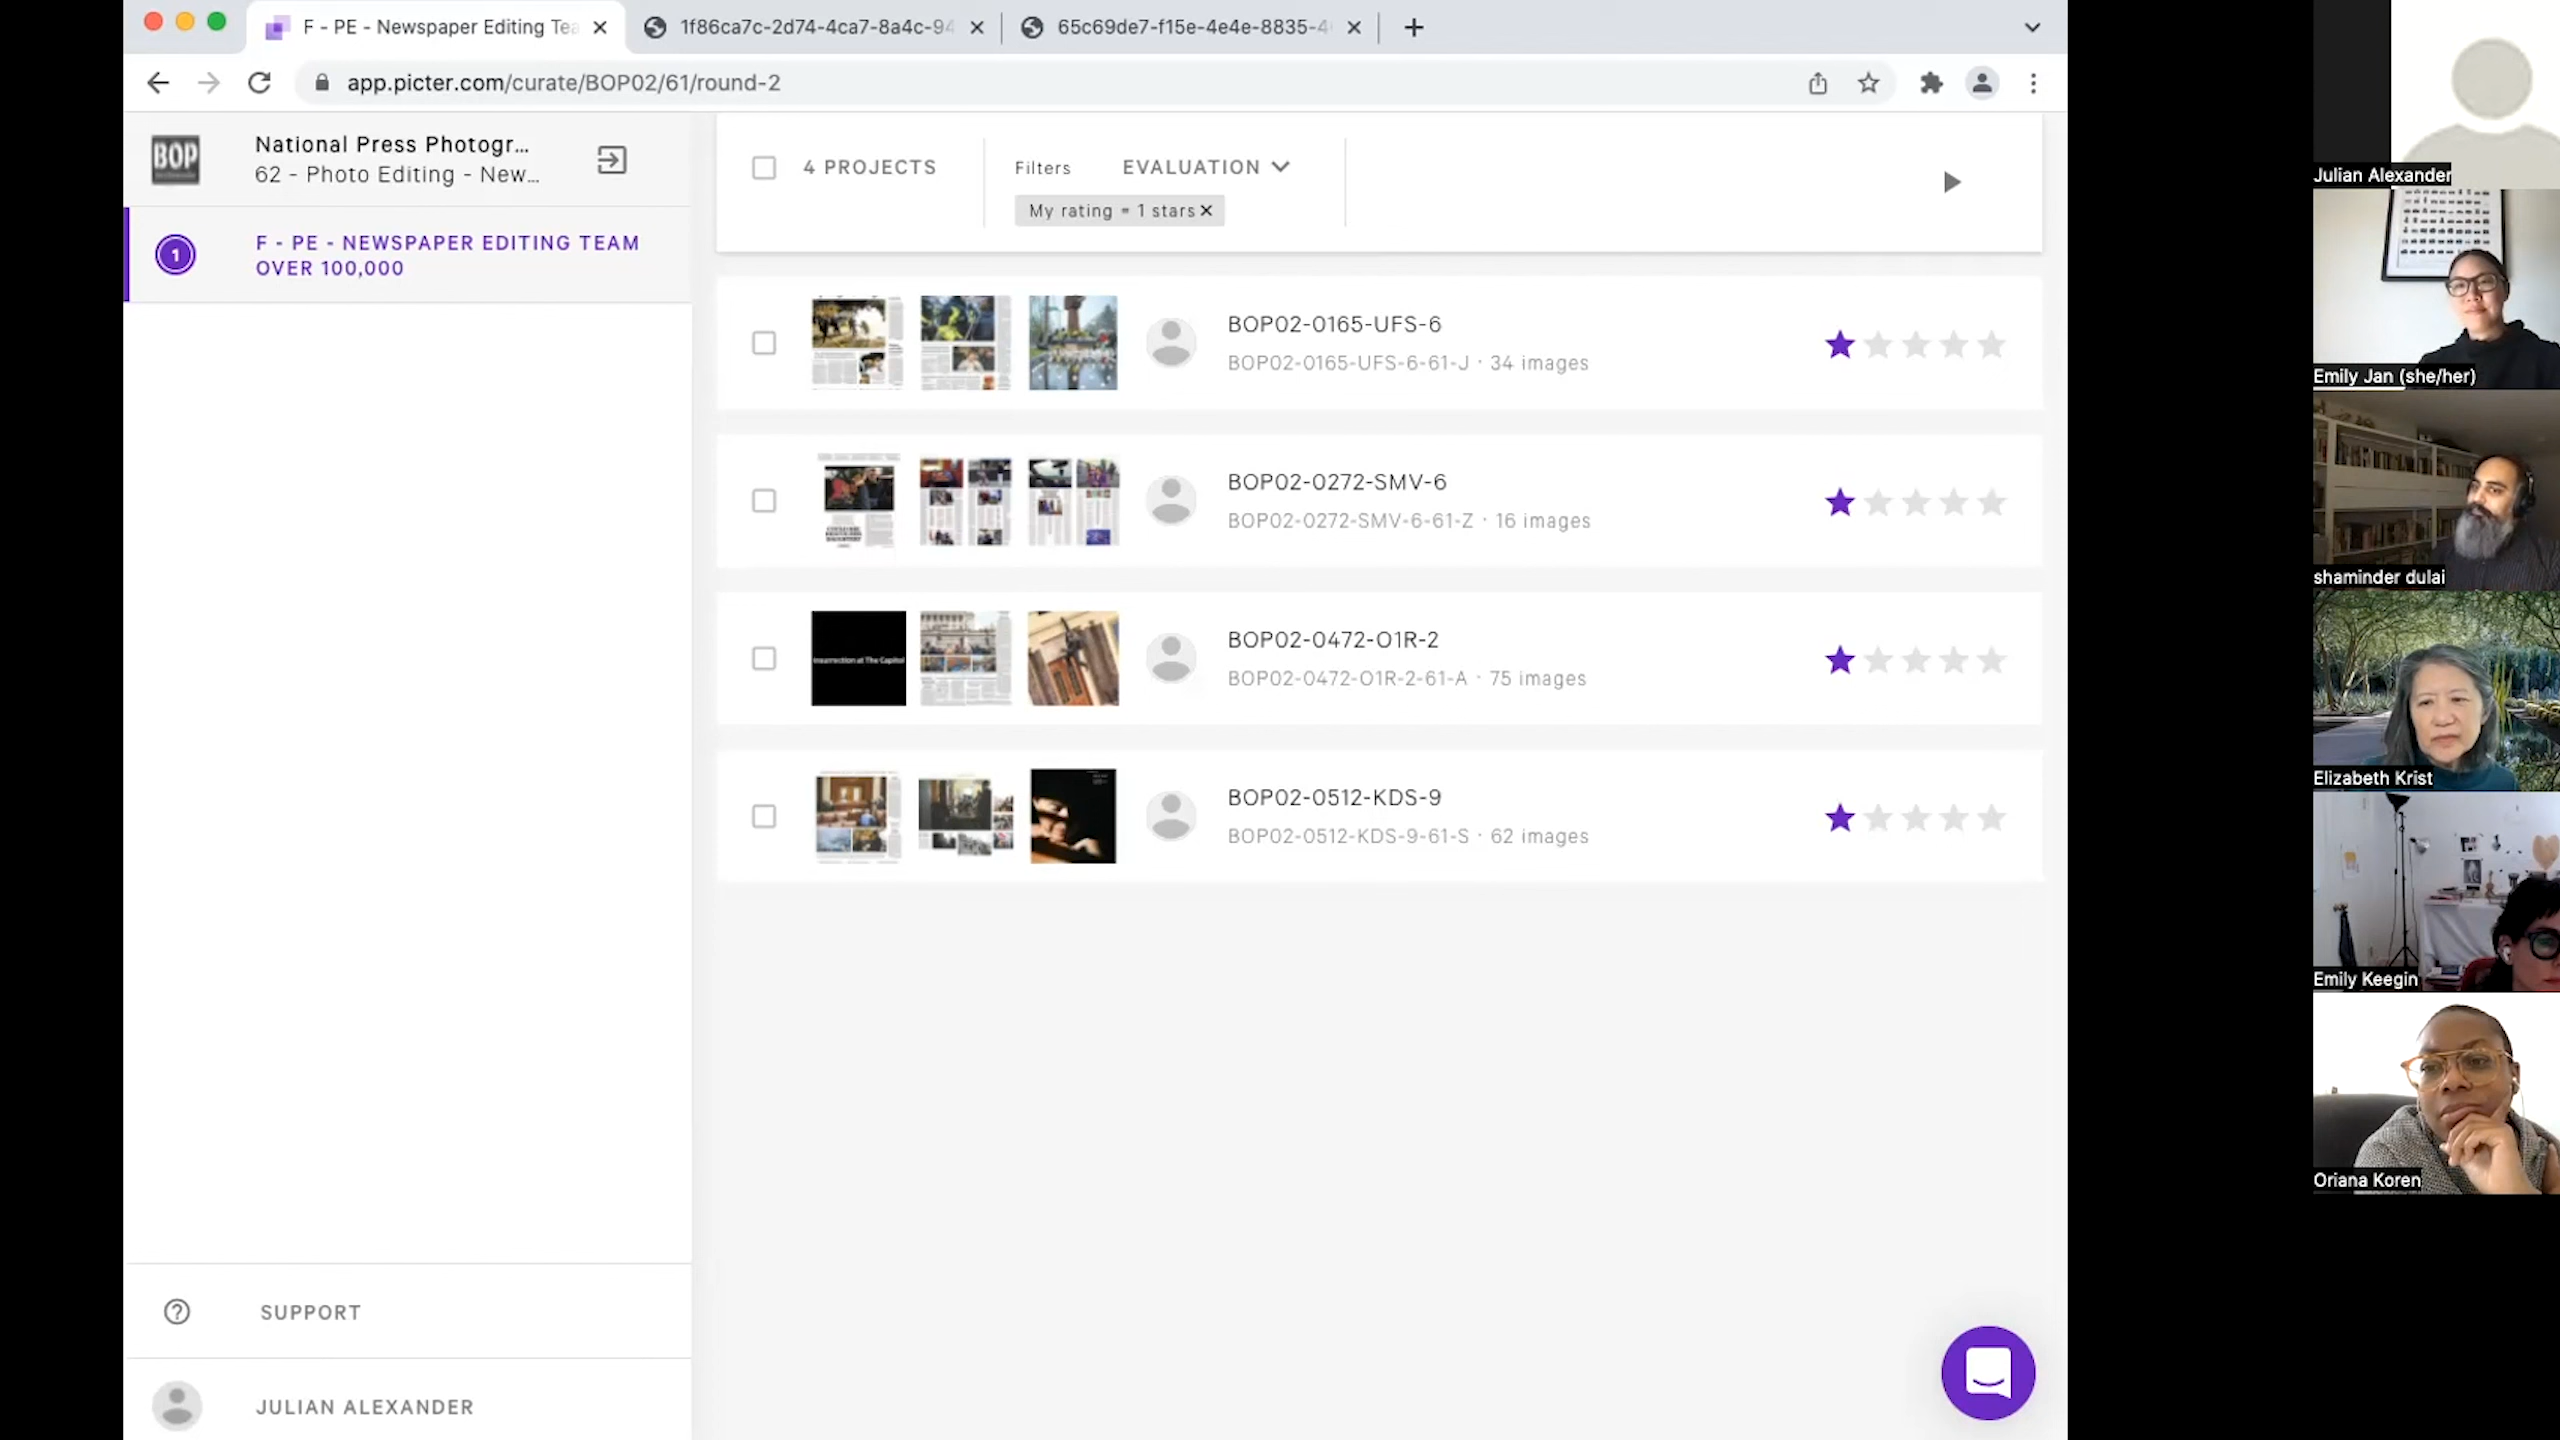 F - PE - Newspaper Editing Tea
1f86ca7c-2d74-4ca7-8a4c-94
65c69de7-f15e-4e4e-8835-4
app.picter.com/curate/BOP02/61/round-2
BOP
National Press Photogr...
62 - Photo Editing - New...
1
F - PE - NEWSPAPER EDITING TEAM
OVER 100,000
4 PROJECTS
Filters
EVALUATION
My rating = 1 stars
BOP02-0165-UFS-6
BOP02-0165-UFS-6-61-J · 34 images
BOP02-0272-SMV-6
BOP02-0272-SMV-6-61-Z · 16 images
Insurrection at The Capitol
BOP02-0472-O1R-2
BOP02-0472-O1R-2-61-A · 75 images
BOP02-0512-KDS-9
BOP02-0512-KDS-9-61-S · 62 images
SUPPORT
JULIAN ALEXANDER
Julian Alexander
Emily Jan (she/her)
shaminder dulai
Elizabeth Krist
Emily Keegin
Oriana Koren